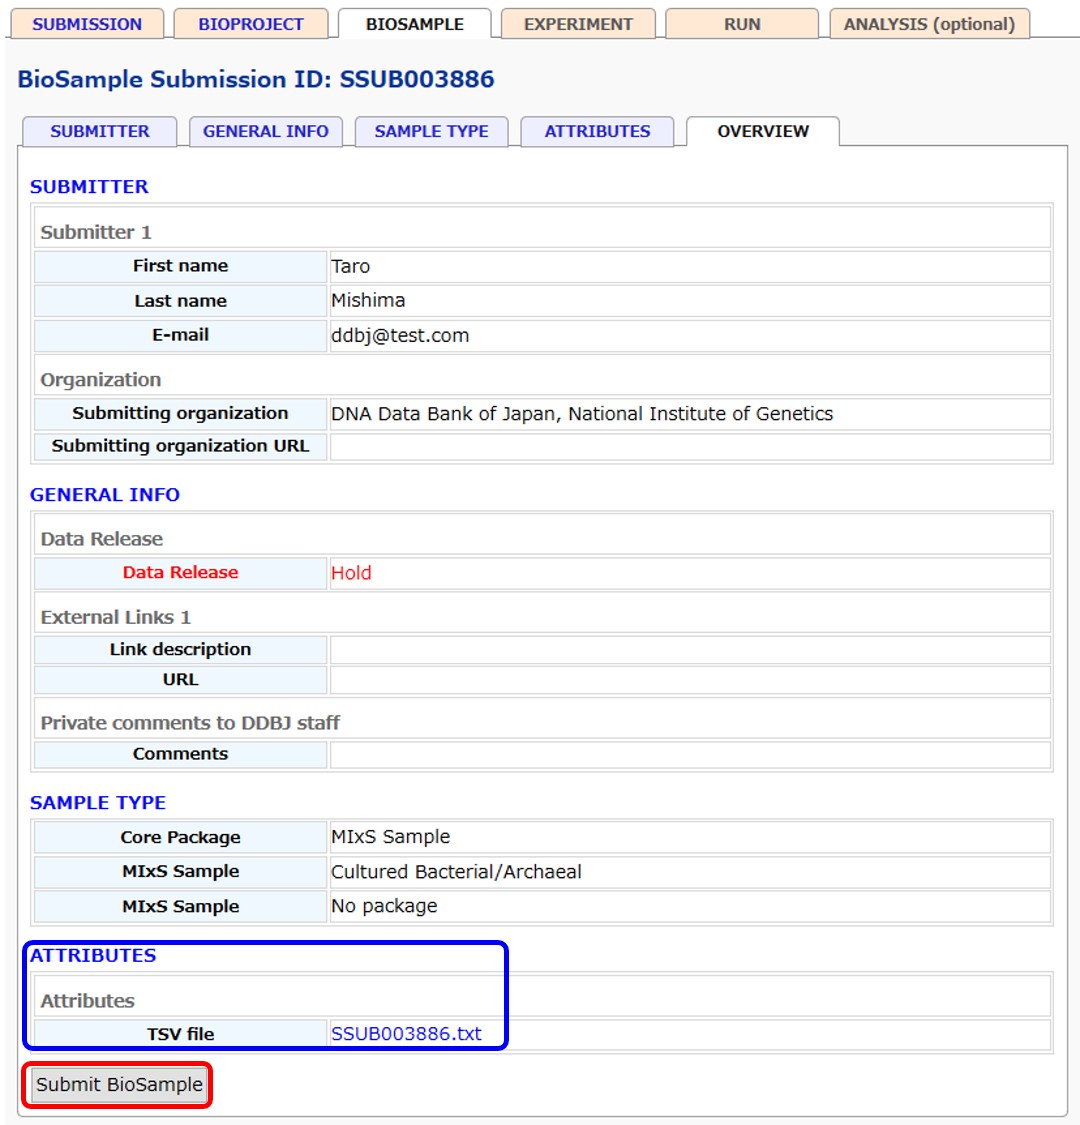 SUBMISSION BIOPROJECT BIOSAMPLE EXPERIMENT RUN ANALYSIS (optional)
BioSample Submission ID: SSUB003886
SUBMITTER GENERAL INFO SAMPLE TYPE ATTRIBUTES OVERVIEW
SUBMITTER
Submitter 1
First name Taro
Last name Mishima
E-mail ddbj@test.com
Organization
Submitting organization DNA Data Bank of Japan, National Institute of Genetics
Submitting organization URL
GENERAL INFO
Data Release
Data Release Hold
External Links 1
Link description
URL
Private comments to DDBJ staff
Comments
SAMPLE TYPE
Core Package MIxS Sample
MIxS Sample Cultured Bacterial/Archaeal
MIxS Sample No package
ATTRIBUTES
Attributes
TSV file SSUB003886.txt
Submit BioSample